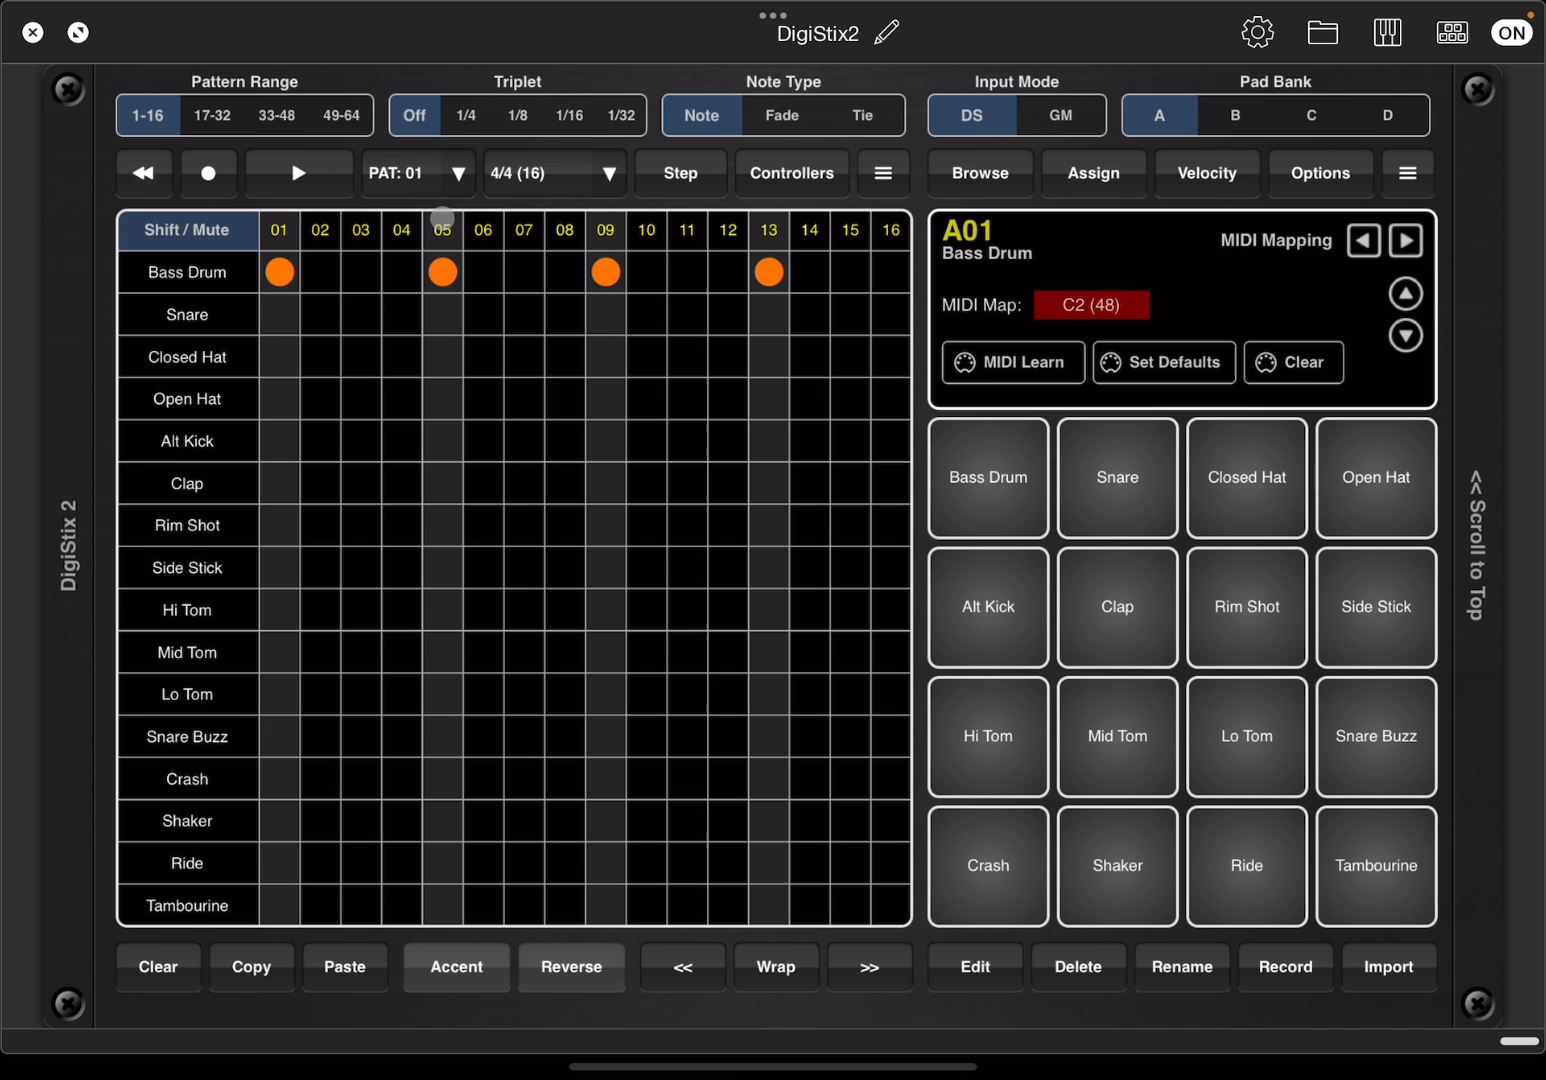 DigiStix2
ON
Pattern Range
Triplet
Note Type
Input Mode
Pad Bank
1-16 17-32 33-48 49-64
Off 1/4 1/8 1/16 1/32
Note Fade Tie
DS GM
A B C D
PAT: 01
4/4 (16)
Step
Controllers
Browse
Assign
Velocity
Options
Shift / Mute 01 02 03 04 05 06 07 08 09 10 11 12 13 14 15 16
Bass Drum
Snare
Closed Hat
Open Hat
Alt Kick
Clap
Rim Shot
Side Stick
Hi Tom
Mid Tom
Lo Tom
Snare Buzz
Crash
Shaker
Ride
Tambourine
A01
Bass Drum
MIDI Mapping
MIDI Map: C2 (48)
MIDI Learn
Set Defaults
Clear
Bass Drum Snare Closed Hat Open Hat
Alt Kick Clap Rim Shot Side Stick
Hi Tom Mid Tom Lo Tom Snare Buzz
Crash Shaker Ride Tambourine
Clear Copy Paste Accent Reverse << Wrap >>
Edit Delete Rename Record Import
DigiStix 2
<< Scroll to Top